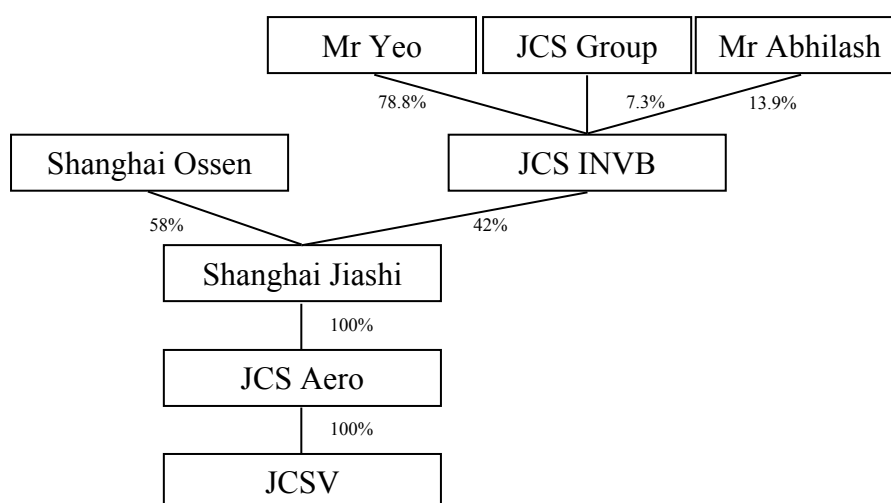 Mr Yeo
JCS Group
Mr Abhilash
78.8%
7.3%
13.9%
Shanghai Ossen
JCS INVB
58%
42%
Shanghai Jiashi
100%
JCS Aero
100%
JCSV